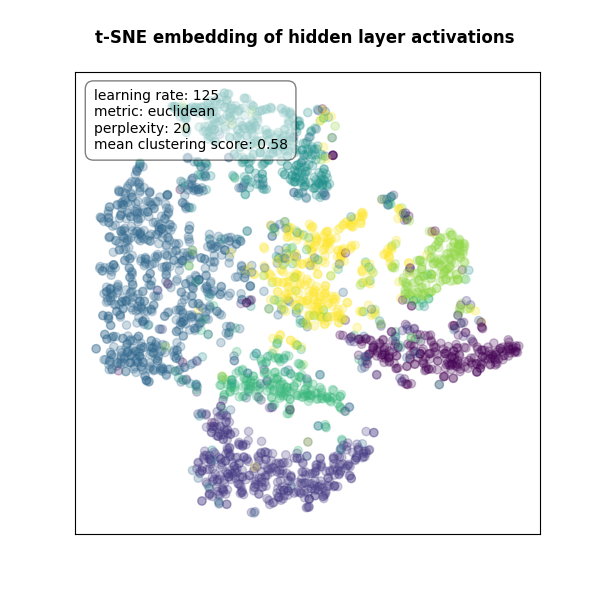 t-SNE embedding of hidden layer activations
learning rate: 125
metric: euclidean
perplexity: 20
mean clustering score: 0.58